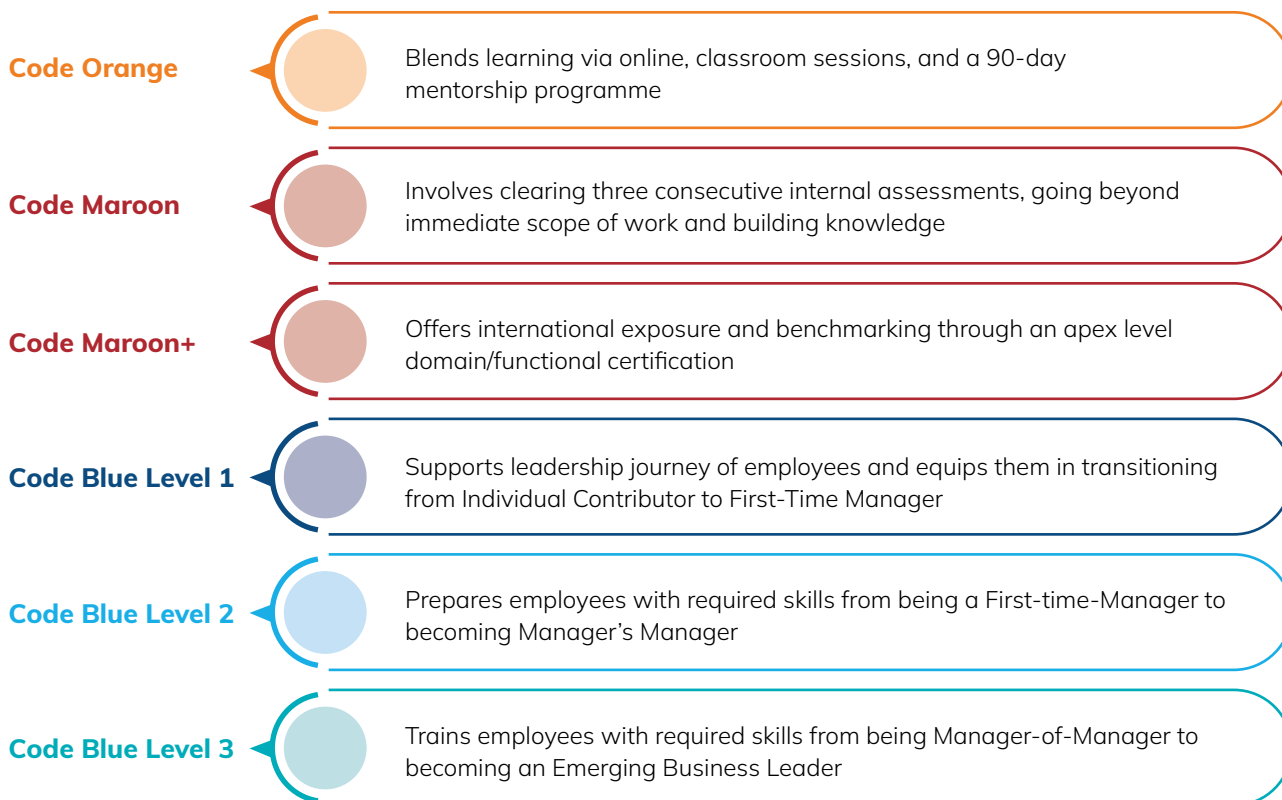 Code Orange
Blends learning via online, classroom sessions, and a 90-day
mentorship programme
Code Maroon
Involves clearing three consecutive internal assessments, going beyond
immediate scope of work and building knowledge
Code Maroon+
Offers international exposure and benchmarking through an apex level
domain/functional certification
Code Blue Level 1
Supports leadership journey of employees and equips them in transitioning
from Individual Contributor to First-Time Manager
Code Blue Level 2
Prepares employees with required skills from being a First-time-Manager to
becoming Manager’s Manager
Code Blue Level 3
Trains employees with required skills from being Manager-of-Manager to
becoming an Emerging Business Leader